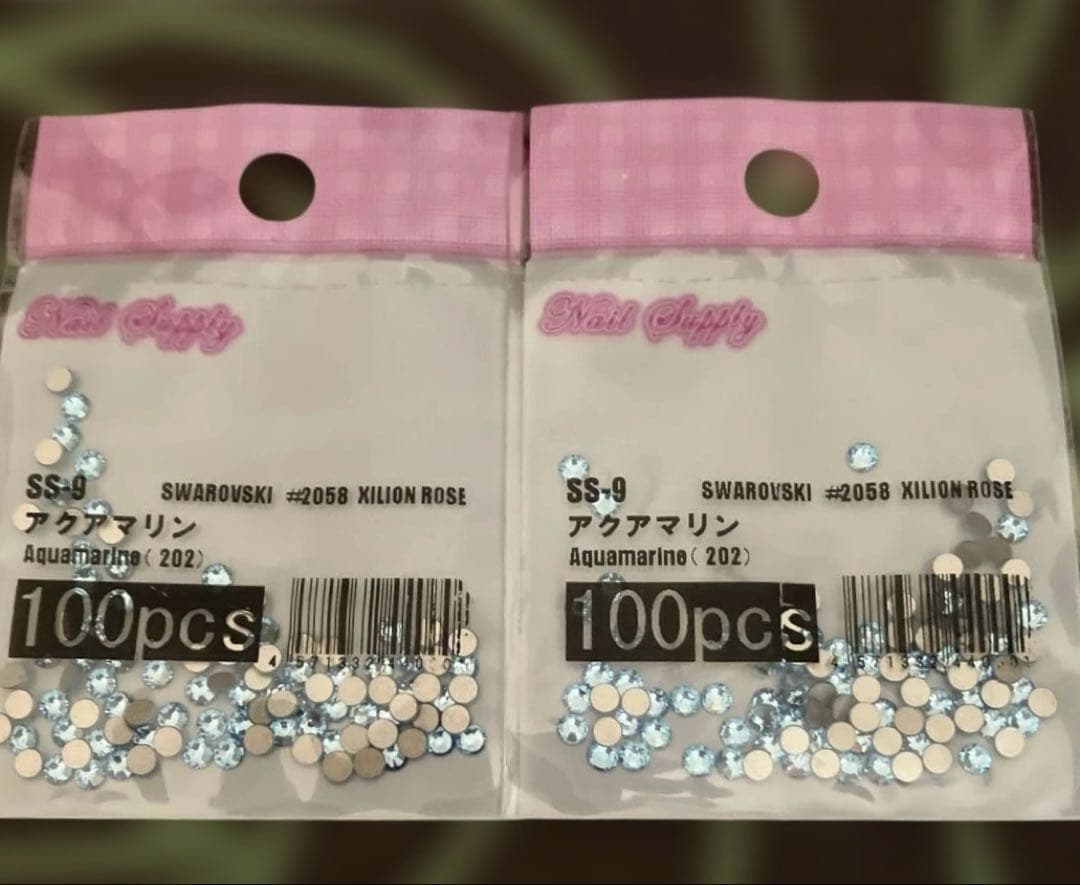 Nail Supply
SS-9 SWAROVSKI #2058 XILION ROSE
アクアマリン
Aquamarine( 202)
100pcs
Nail Supply
SS-9 SWAROVSKI #2058 XILION ROSE
アクアマリン
Aquamarine( 202)
100pcs